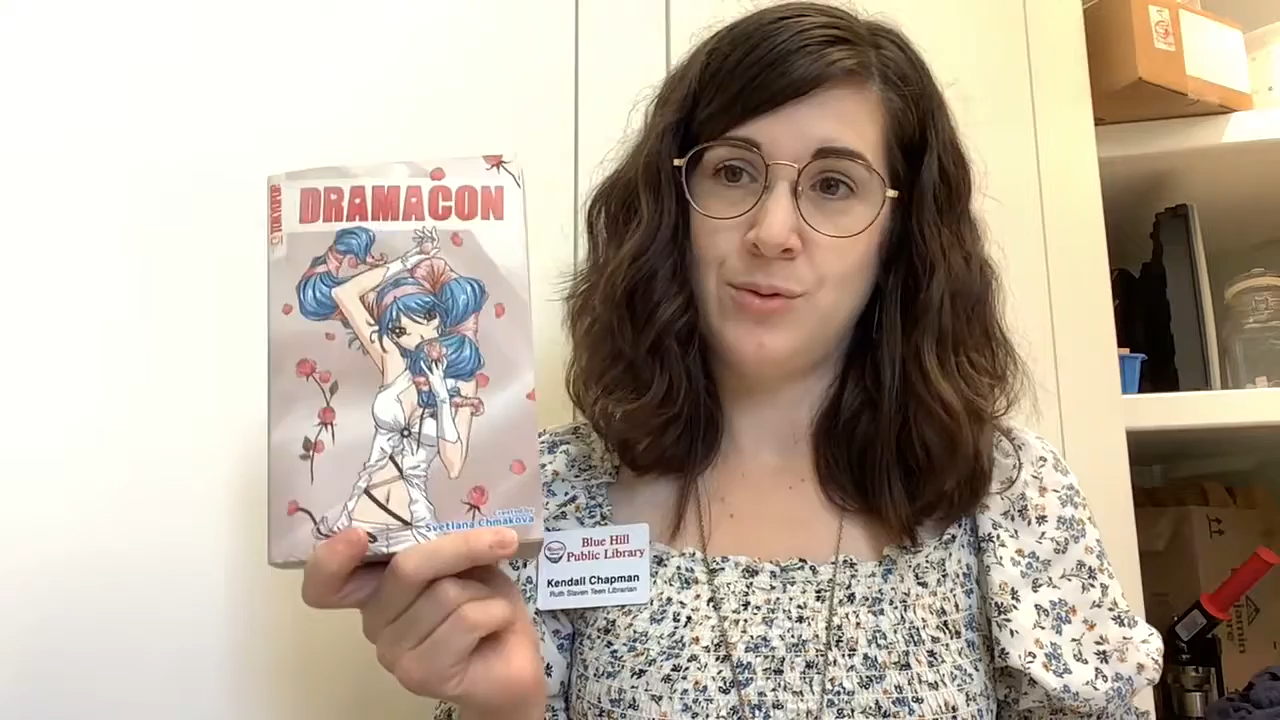 TOKYOPOP
DRAMACON
Created by
Svetlana Chmakova
Blue Hill
Public Library
Kendall Chapman
Ruth Slaven Teen Librarian